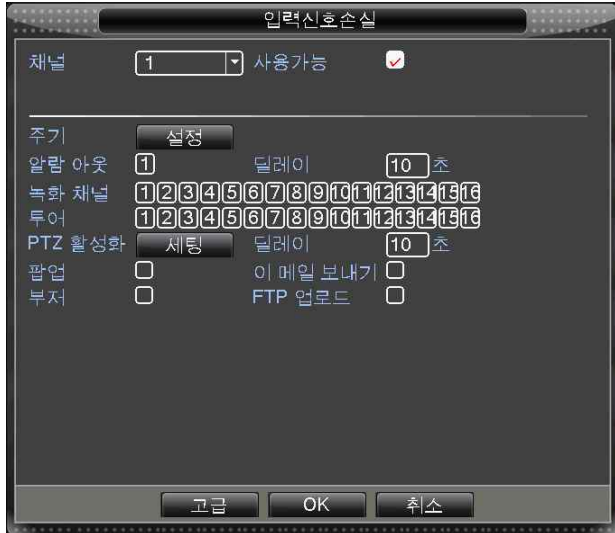 입력신호손실
채널 1 사용가능
주기 설정
알람 아웃 1 딜레이 10 초
녹화 채널 1 2 3 4 5 6 7 8 9 10 11 12 13 14 15 16
투어 1 2 3 4 5 6 7 8 9 10 11 12 13 14 15 16
PTZ 활성화 세팅 딜레이 10 초
팝업 이 메일 보내기
부저 FTP 업로드
고급 OK 취소